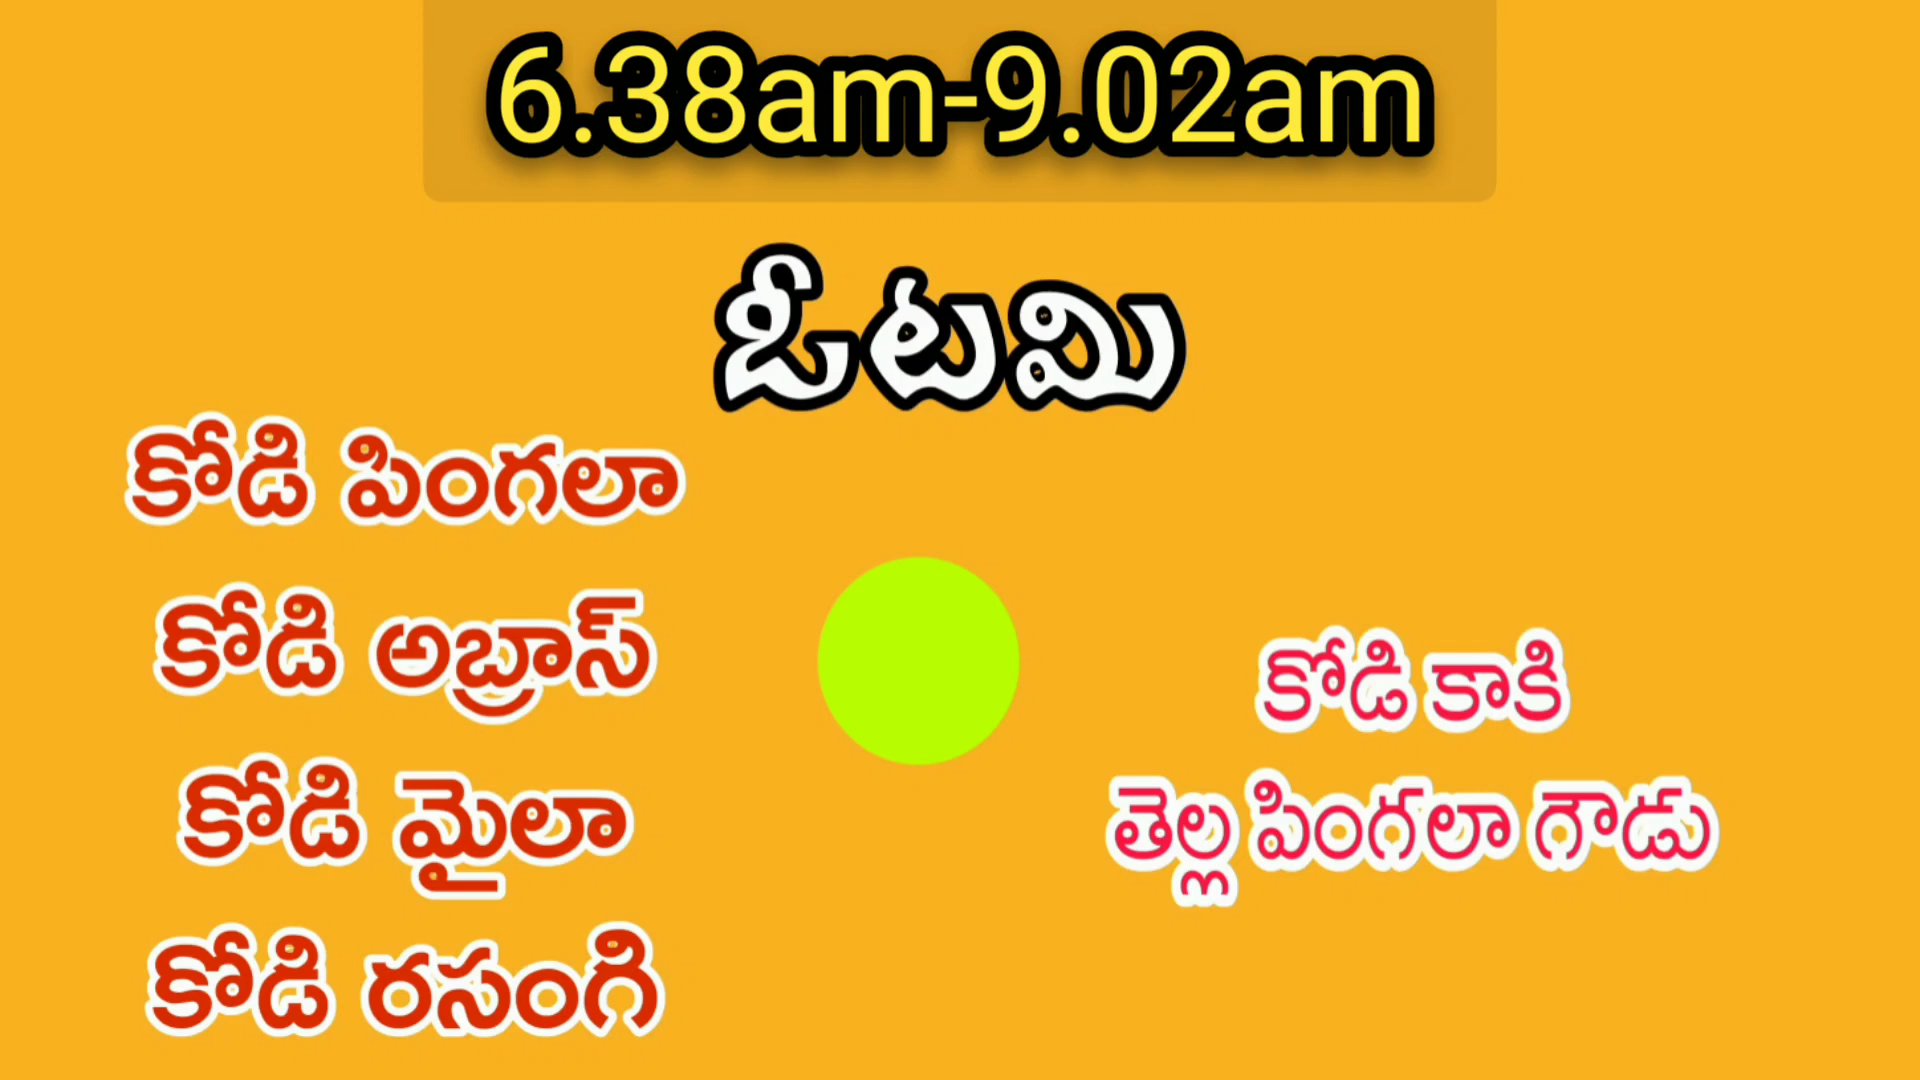 6.38am-9.02am
ఓటమి
కోడి పింగలా
కోడి అబ్రాస్
కోడి మైలా
కోడి రసంగి
కోడి కాకి
తెల్ల పింగలా గౌడు